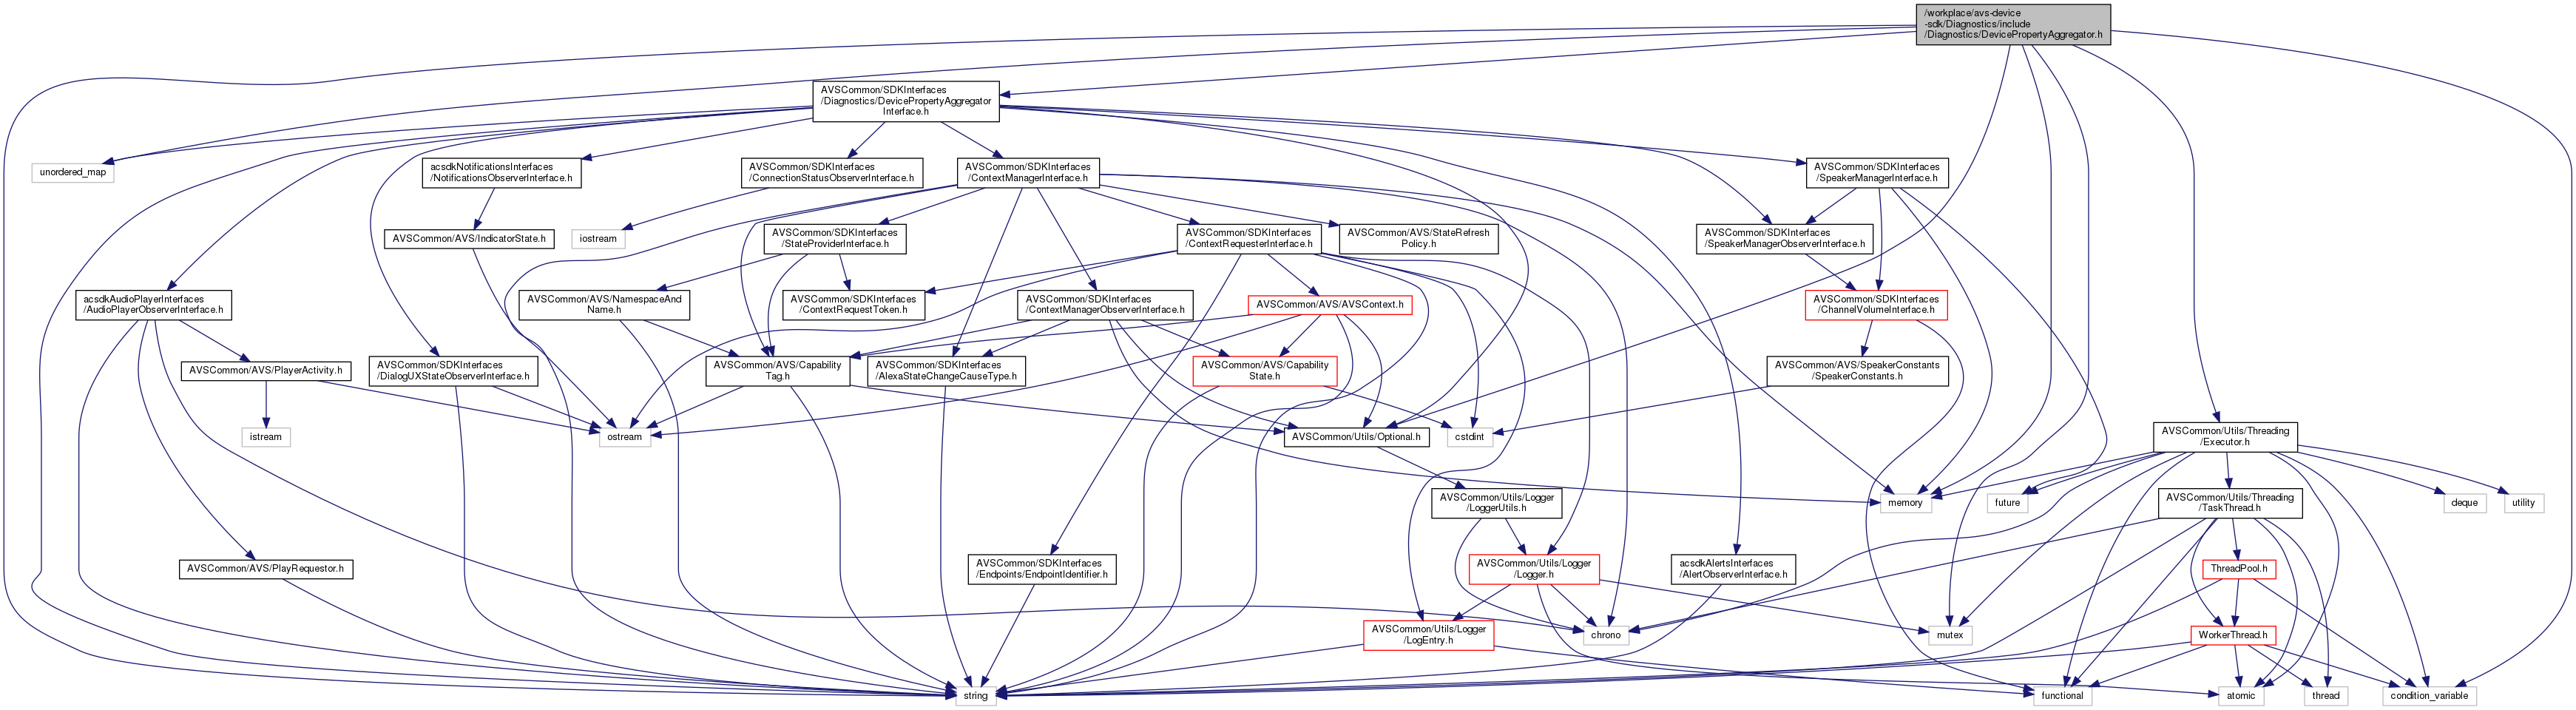 /workplace/avs-device
-sdk/Diagnostics/include
/Diagnostics/DevicePropertyAggregator.h
AVSCommon/SDKInterfaces
/Diagnostics/DevicePropertyAggregator
Interface.h
unordered_map
acsdkNotificationsInterfaces
/NotificationsObserverInterface.h
AVSCommon/SDKInterfaces
/ConnectionStatusObserverInterface.h
AVSCommon/SDKInterfaces
/ContextManagerInterface.h
AVSCommon/SDKInterfaces
/SpeakerManagerInterface.h
AVSCommon/AVS/IndicatorState.h
iostream
AVSCommon/SDKInterfaces
/StateProviderInterface.h
AVSCommon/SDKInterfaces
/ContextRequesterInterface.h
AVSCommon/AVS/StateRefresh
Policy.h
AVSCommon/SDKInterfaces
/SpeakerManagerObserverInterface.h
acsdkAudioPlayerInterfaces
/AudioPlayerObserverInterface.h
AVSCommon/AVS/NamespaceAnd
Name.h
AVSCommon/SDKInterfaces
/ContextRequestToken.h
AVSCommon/SDKInterfaces
/ContextManagerObserverInterface.h
AVSCommon/AVS/AVSContext.h
AVSCommon/SDKInterfaces
/ChannelVolumeInterface.h
AVSCommon/AVS/PlayerActivity.h
AVSCommon/SDKInterfaces
/DialogUXStateObserverInterface.h
AVSCommon/AVS/Capability
Tag.h
AVSCommon/SDKInterfaces
/AlexaStateChangeCauseType.h
AVSCommon/AVS/Capability
State.h
AVSCommon/AVS/SpeakerConstants
/SpeakerConstants.h
istream
ostream
AVSCommon/Utils/Optional.h
cstdint
AVSCommon/Utils/Threading
/Executor.h
AVSCommon/Utils/Logger
/LoggerUtils.h
memory
future
AVSCommon/Utils/Threading
/TaskThread.h
deque
utility
AVSCommon/AVS/PlayRequestor.h
AVSCommon/SDKInterfaces
/Endpoints/EndpointIdentifier.h
AVSCommon/Utils/Logger
/Logger.h
acsdkAlertsInterfaces
/AlertObserverInterface.h
ThreadPool.h
AVSCommon/Utils/Logger
/LogEntry.h
chrono
mutex
WorkerThread.h
string
functional
atomic
thread
condition_variable